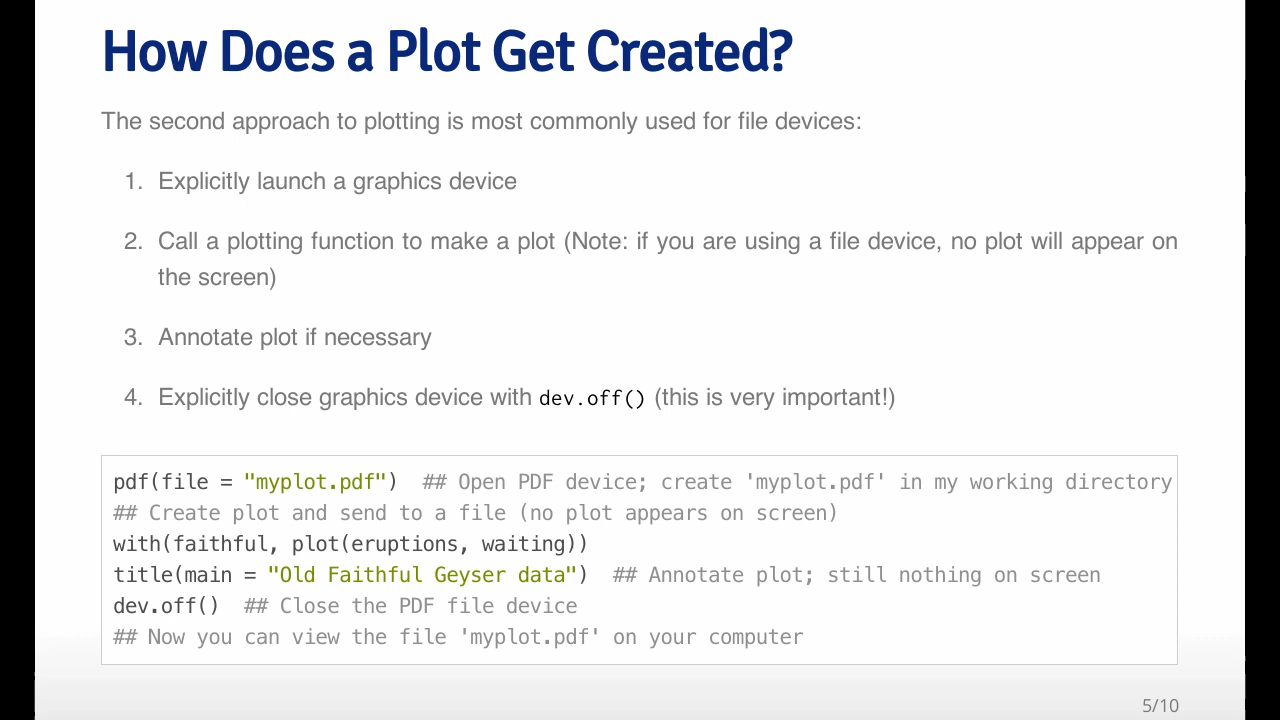 How Does a Plot Get Created?
The second approach to plotting is most commonly used for file devices:
1. Explicitly launch a graphics device
2. Call a plotting function to make a plot (Note: if you are using a file device, no plot will appear on
the screen)
3. Annotate plot if necessary
4. Explicitly close graphics device with dev.off() (this is very important!)
pdf(file = "myplot.pdf")  ## Open PDF device; create 'myplot.pdf' in my working directory
## Create plot and send to a file (no plot appears on screen)
with(faithful, plot(eruptions, waiting))
title(main = "Old Faithful Geyser data")  ## Annotate plot; still nothing on screen
dev.off()  ## Close the PDF file device
## Now you can view the file 'myplot.pdf' on your computer
5/10